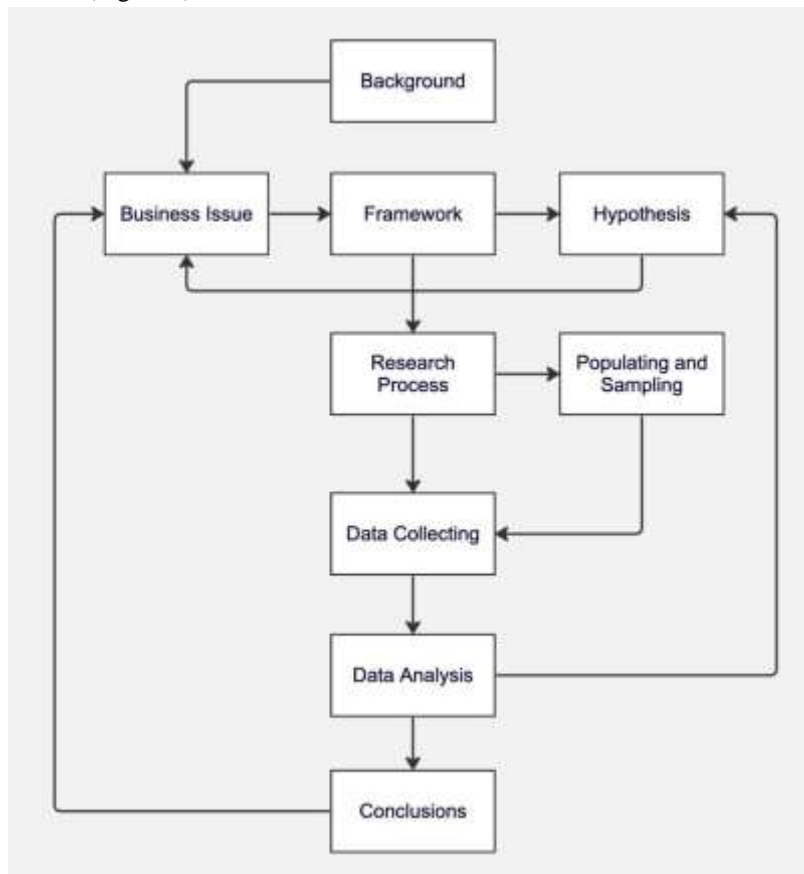 Background
Business Issue
Framework
Hypothesis
Research
Process
Populating and
Sampling
Data Collecting
Data Analysis
Conclusions